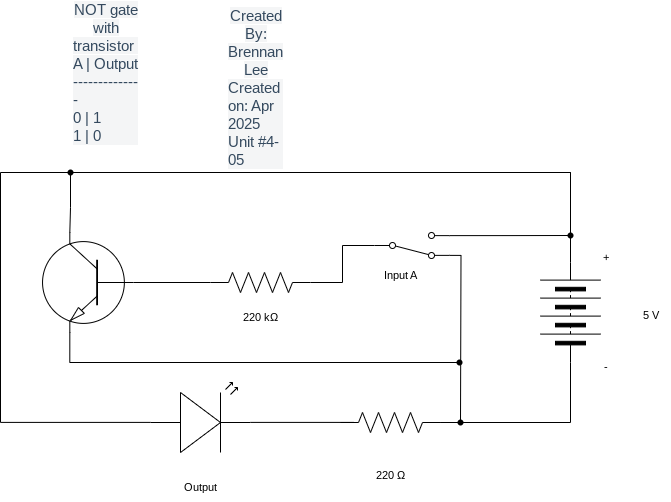 NOT gate
with
transistor
A | Output
-------------
-
0 | 1
1 | 0
Created
By:
Brennan
Lee
Created
on: Apr
2025
Unit #4-
05
+
Input A
220 kΩ
5 V
-
220 Ω
Output